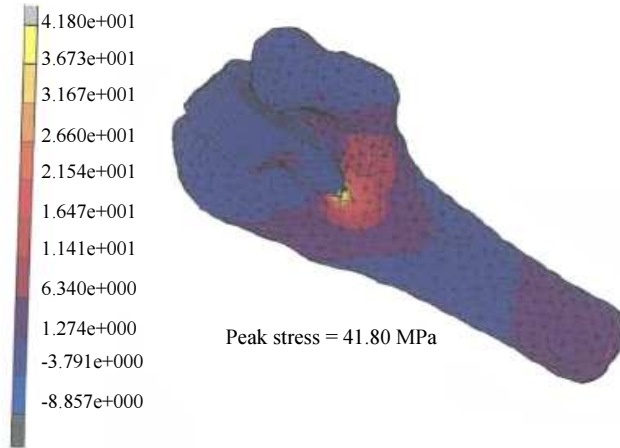 4.180e+001
3.673e+001
3.167e+001
2.660e+001
2.154e+001
1.647e+001
1.141e+001
6.340e+000
1.274e+000
-3.791e+000
-8.857e+000
Peak stress = 41.80 MPa